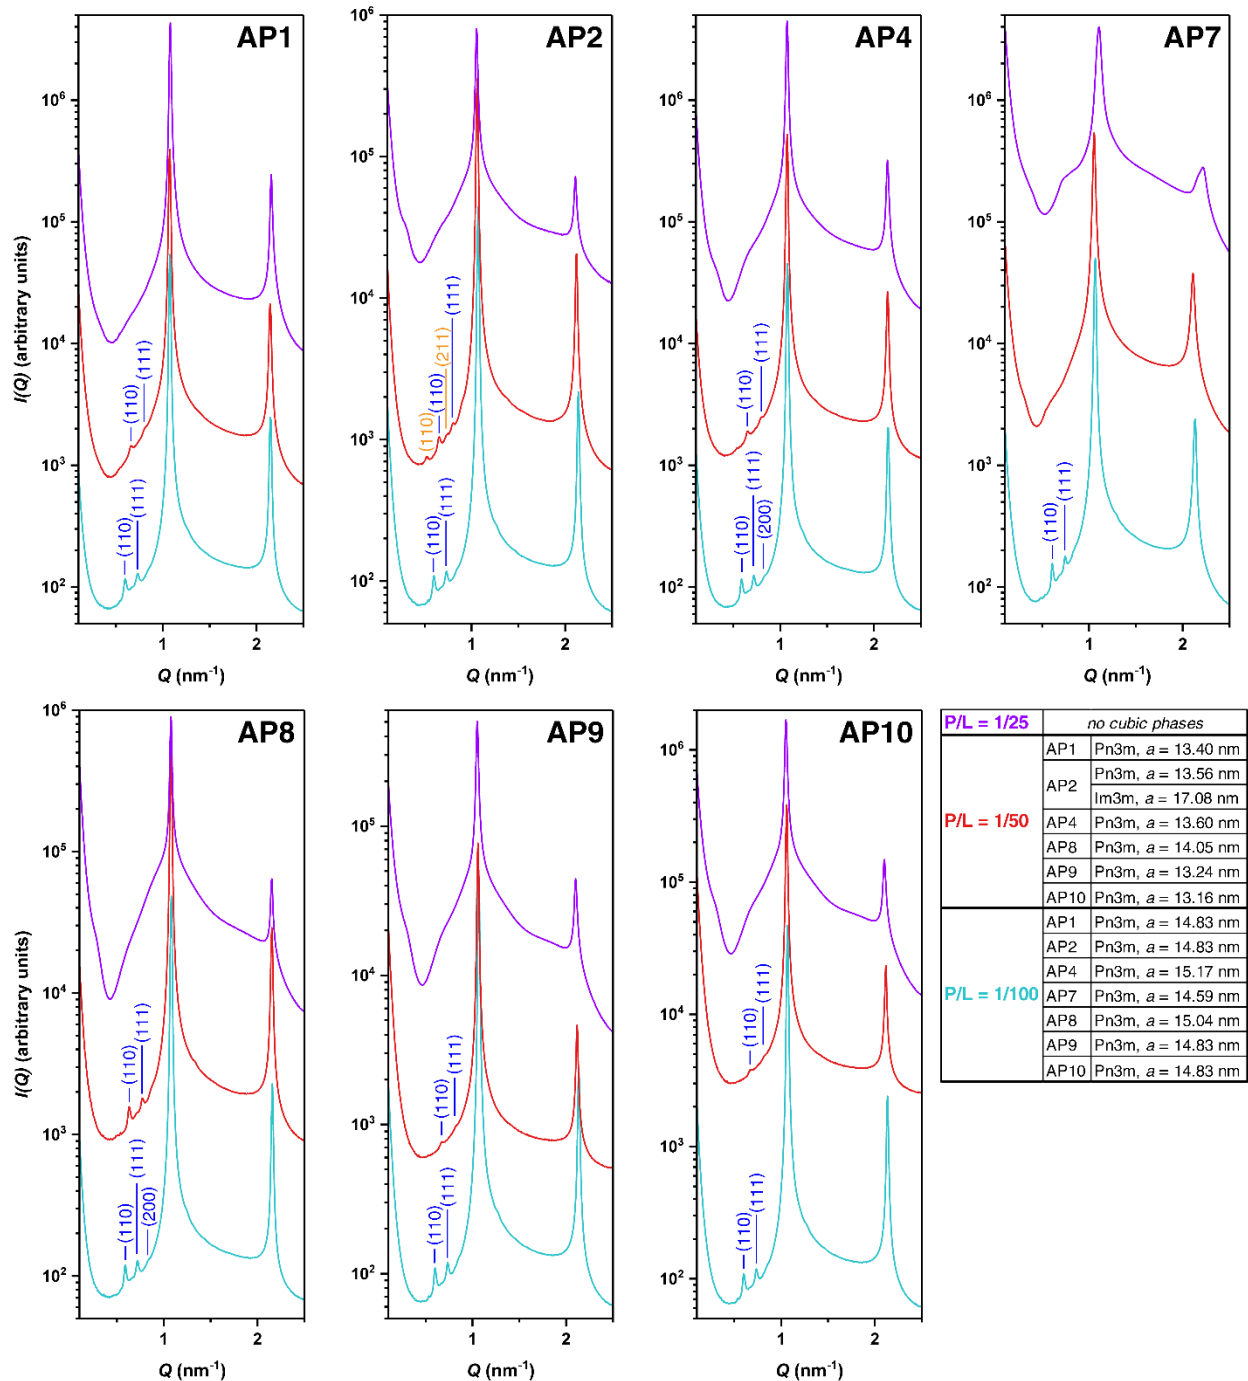 AP1
AP2
AP4
AP7
I(Q) (arbitrary units)
10⁶
10⁵
10⁴
10³
10²
(110)
(111)
(110)
(111)
1
2
Q (nm⁻¹)
10⁶
10⁵
10⁴
10³
10²
(110)
(110)
(211)
(111)
(110)
(111)
1
2
Q (nm⁻¹)
10⁶
10⁵
10⁴
10³
10²
(110)
(111)
(110)
(111)
(200)
1
2
Q (nm⁻¹)
10⁶
10⁵
10⁴
10³
10²
(110)
(111)
1
2
Q (nm⁻¹)
AP8
AP9
AP10
I(Q) (arbitrary units)
10⁶
10⁵
10⁴
10³
10²
(110)
(111)
(110)
(111)
(200)
1
2
Q (nm⁻¹)
10⁵
10⁴
10³
10²
(110)
(111)
(110)
(111)
1
2
Q (nm⁻¹)
10⁶
10⁵
10⁴
10³
10²
(110)
(111)
(110)
(111)
1
2
Q (nm⁻¹)
P/L = 1/25 no cubic phases
P/L = 1/50
AP1 Pn3m, a = 13.40 nm
AP2 Pn3m, a = 13.56 nm
Im3m, a = 17.08 nm
AP4 Pn3m, a = 13.60 nm
AP8 Pn3m, a = 14.05 nm
AP9 Pn3m, a = 13.24 nm
AP10 Pn3m, a = 13.16 nm
P/L = 1/100
AP1 Pn3m, a = 14.83 nm
AP2 Pn3m, a = 14.83 nm
AP4 Pn3m, a = 15.17 nm
AP7 Pn3m, a = 14.59 nm
AP8 Pn3m, a = 15.04 nm
AP9 Pn3m, a = 14.83 nm
AP10 Pn3m, a = 14.83 nm